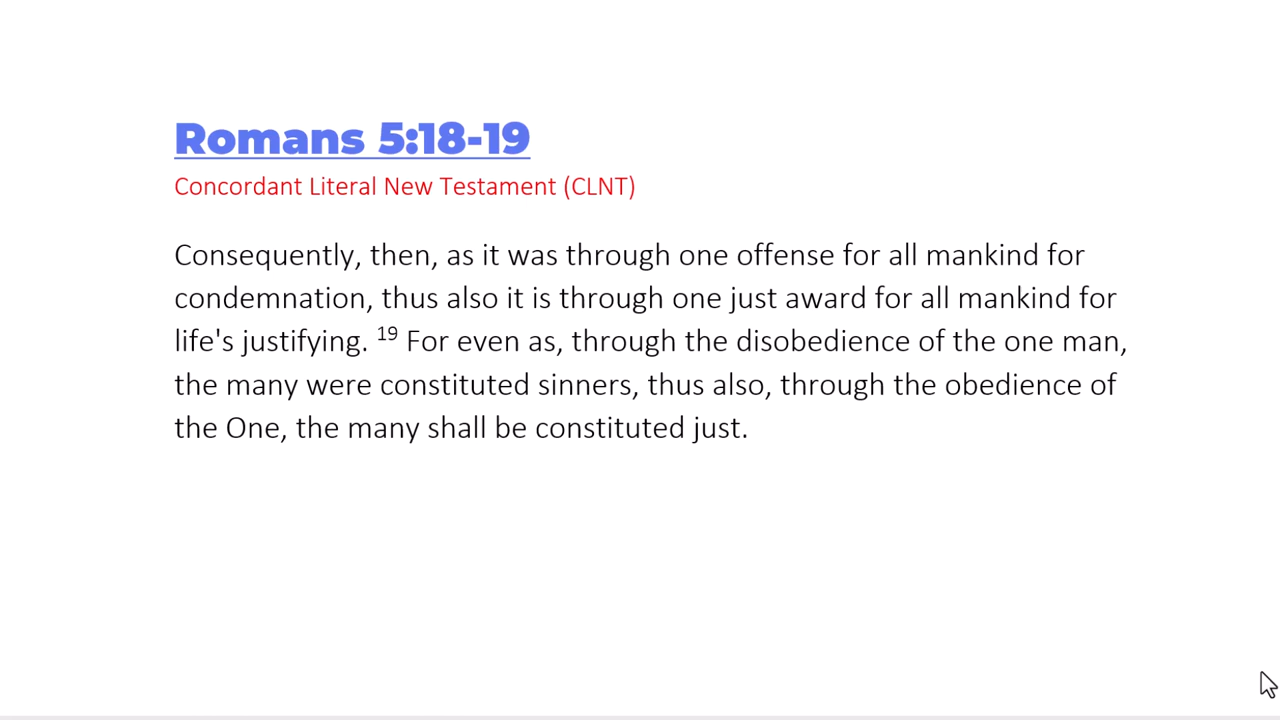 Romans 5:18-19
Concordant Literal New Testament (CLNT)
Consequently, then, as it was through one offense for all mankind for
condemnation, thus also it is through one just award for all mankind for
life's justifying. 19 For even as, through the disobedience of the one man,
the many were constituted sinners, thus also, through the obedience of
the One, the many shall be constituted just.